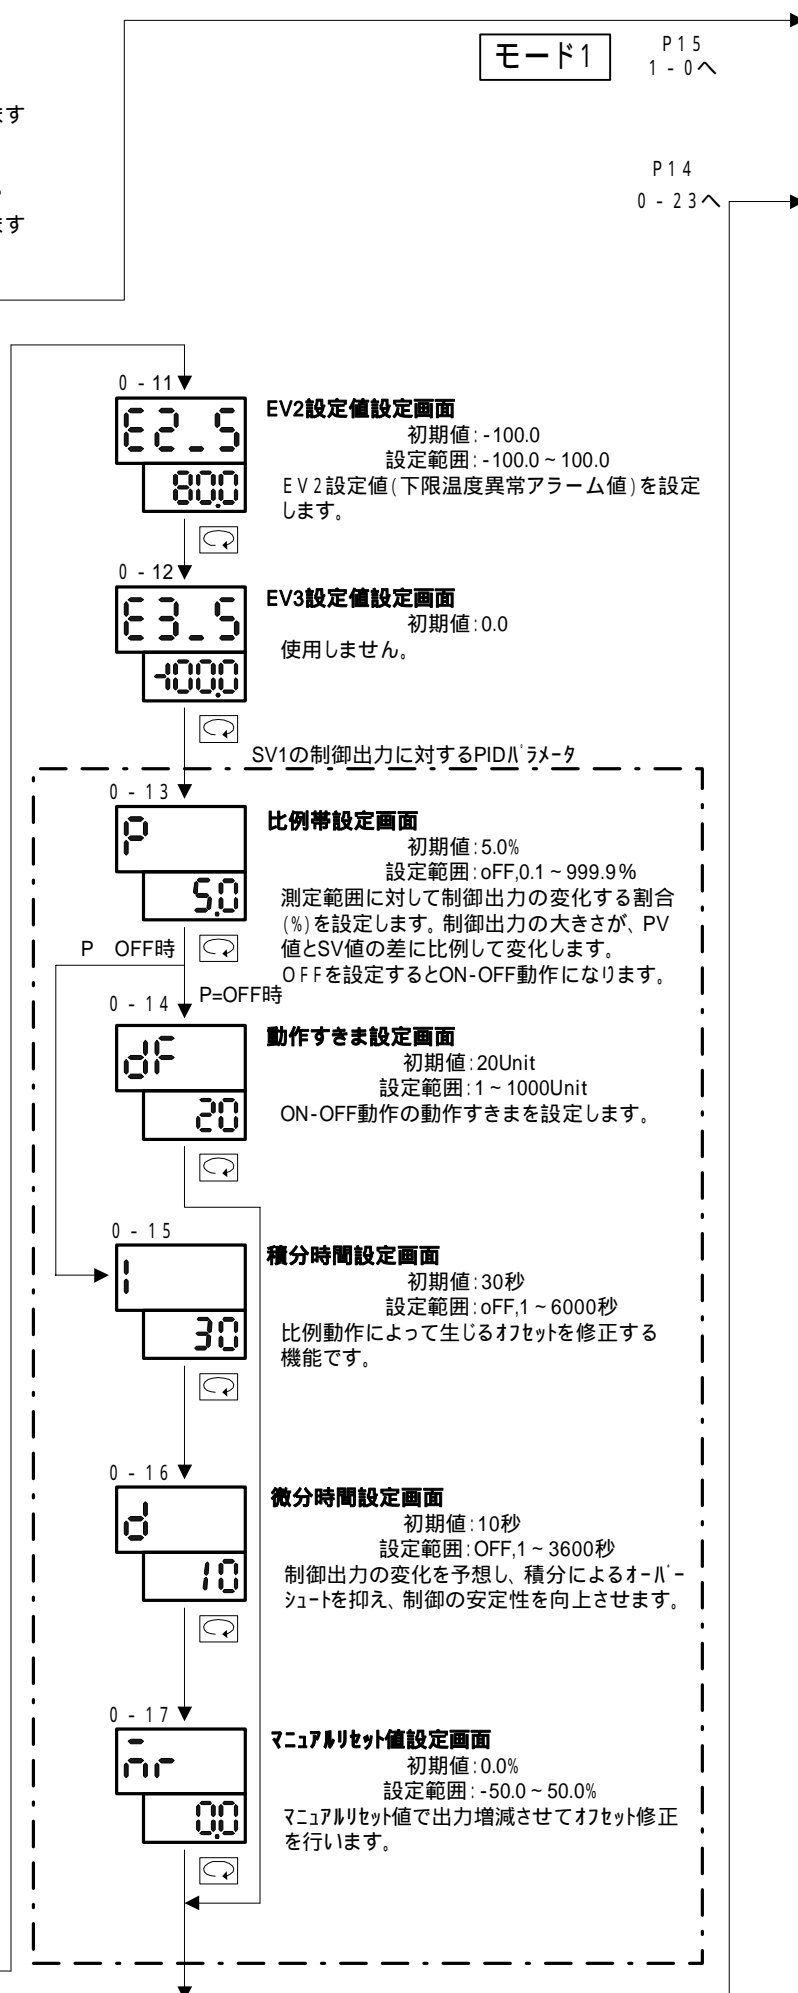 モード1
P15
1-0へ
ます
P14
0-23へ
ます
0-11
E2_S
80.0
EV2設定値設定画面
初期値:-100.0
設定範囲:-100.0~100.0
EV2設定値(下限温度異常アラーム値)を設定
します。
0-12
E3_S
-100.0
EV3設定値設定画面
初期値:0.0
使用しません。
SV1の制御出力に対するPIDパラメータ
0-13
P
5.0
比例帯設定画面
初期値:5.0%
設定範囲:oFF,0.1~999.9%
測定範囲に対して制御出力の変化する割合
(%)を設定します。制御出力の大きさが、PV
値とSV値の差に比例して変化します。
OFFを設定するとON-OFF動作になります。
P OFF時
P=OFF時
0-14
dF
20
動作すきま設定画面
初期値:20Unit
設定範囲:1~1000Unit
ON-OFF動作の動作すきまを設定します。
0-15
I
30
積分時間設定画面
初期値:30秒
設定範囲:oFF,1~6000秒
比例動作によって生じるオフセットを修正する
機能です。
0-16
d
10
微分時間設定画面
初期値:10秒
設定範囲:OFF,1~3600秒
制御出力の変化を予想し、積分によるオーバー
シュートを抑え、制御の安定性を向上させます。
0-17
0.0
マニュアルリセット値設定画面
初期値:0.0%
設定範囲:-50.0~50.0%
マニュアルリセット値で出力増減させてオフセット修正
を行います。